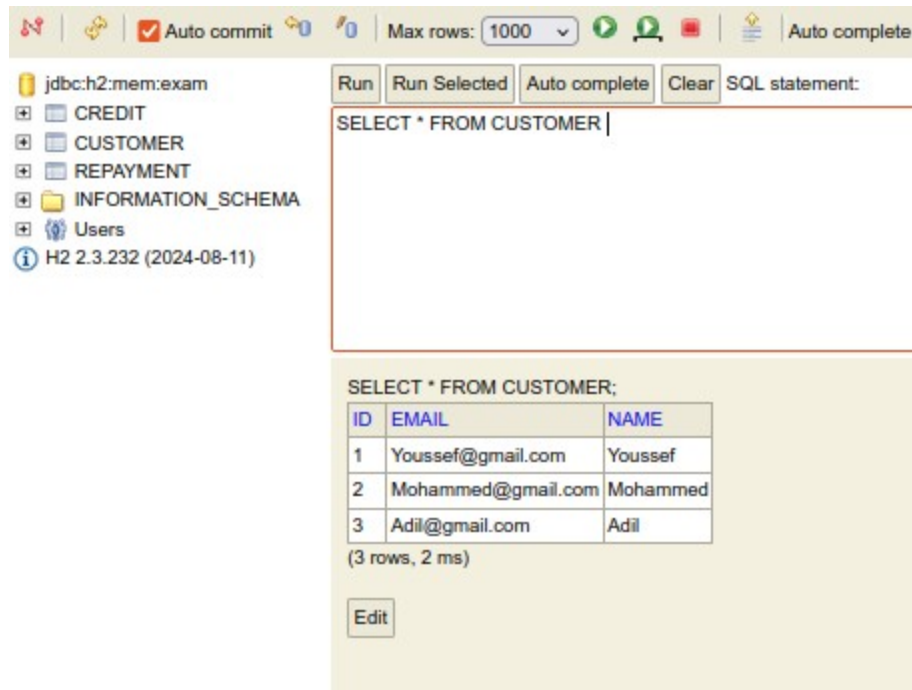 Auto commit Max rows: 1000 Auto complete
jdbc:h2:mem:exam
CREDIT
CUSTOMER
REPAYMENT
INFORMATION_SCHEMA
Users
H2 2.3.232 (2024-08-11)
Run Run Selected Auto complete Clear SQL statement:
SELECT * FROM CUSTOMER
SELECT * FROM CUSTOMER;
ID EMAIL NAME
1 Youssef@gmail.com Youssef
2 Mohammed@gmail.com Mohammed
3 Adil@gmail.com Adil
(3 rows, 2 ms)
Edit